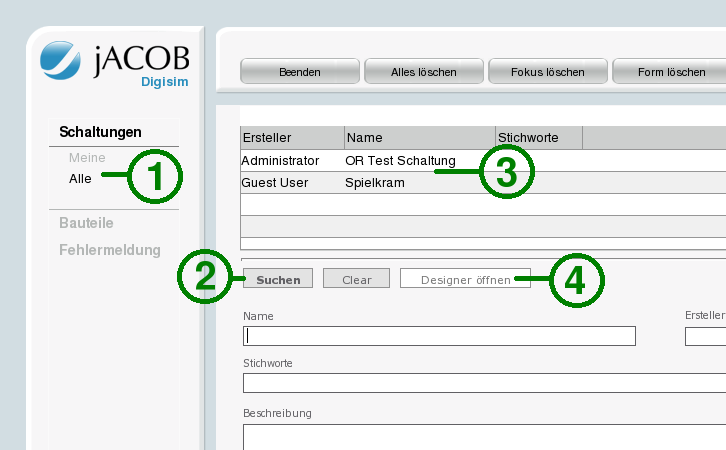 jACOB
Digisim
Beenden Alles löschen Fokus löschen Form löschen
Schaltungen
Meine
Alle
1
Bauteile
Fehlermeldung
Ersteller Name Stichworte
Administrator OR Test Schaltung
3
Guest User Spielkram
2
Suchen Clear Designer öffnen
4
Name Ersteller
Stichworte
Beschreibung